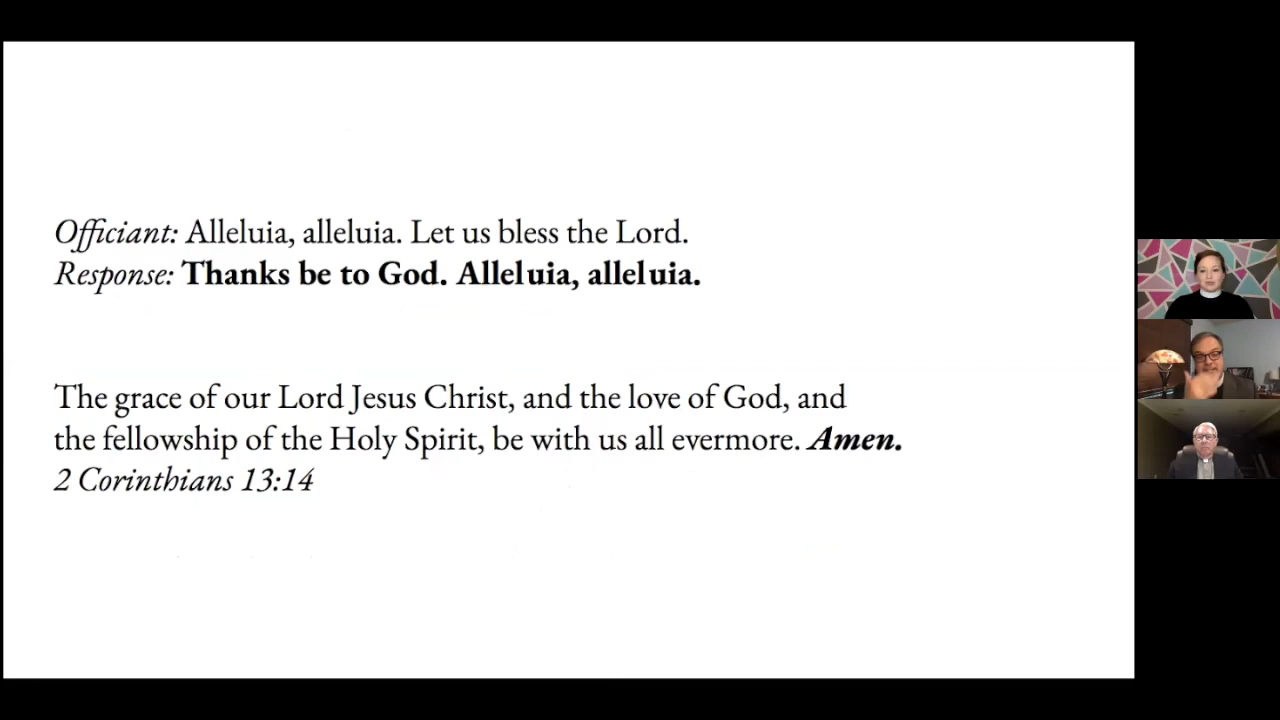 Officiant: Alleluia, alleluia. Let us bless the Lord.
Response: Thanks be to God. Alleluia, alleluia.
The grace of our Lord Jesus Christ, and the love of God, and
the fellowship of the Holy Spirit, be with us all evermore. Amen.
2 Corinthians 13:14